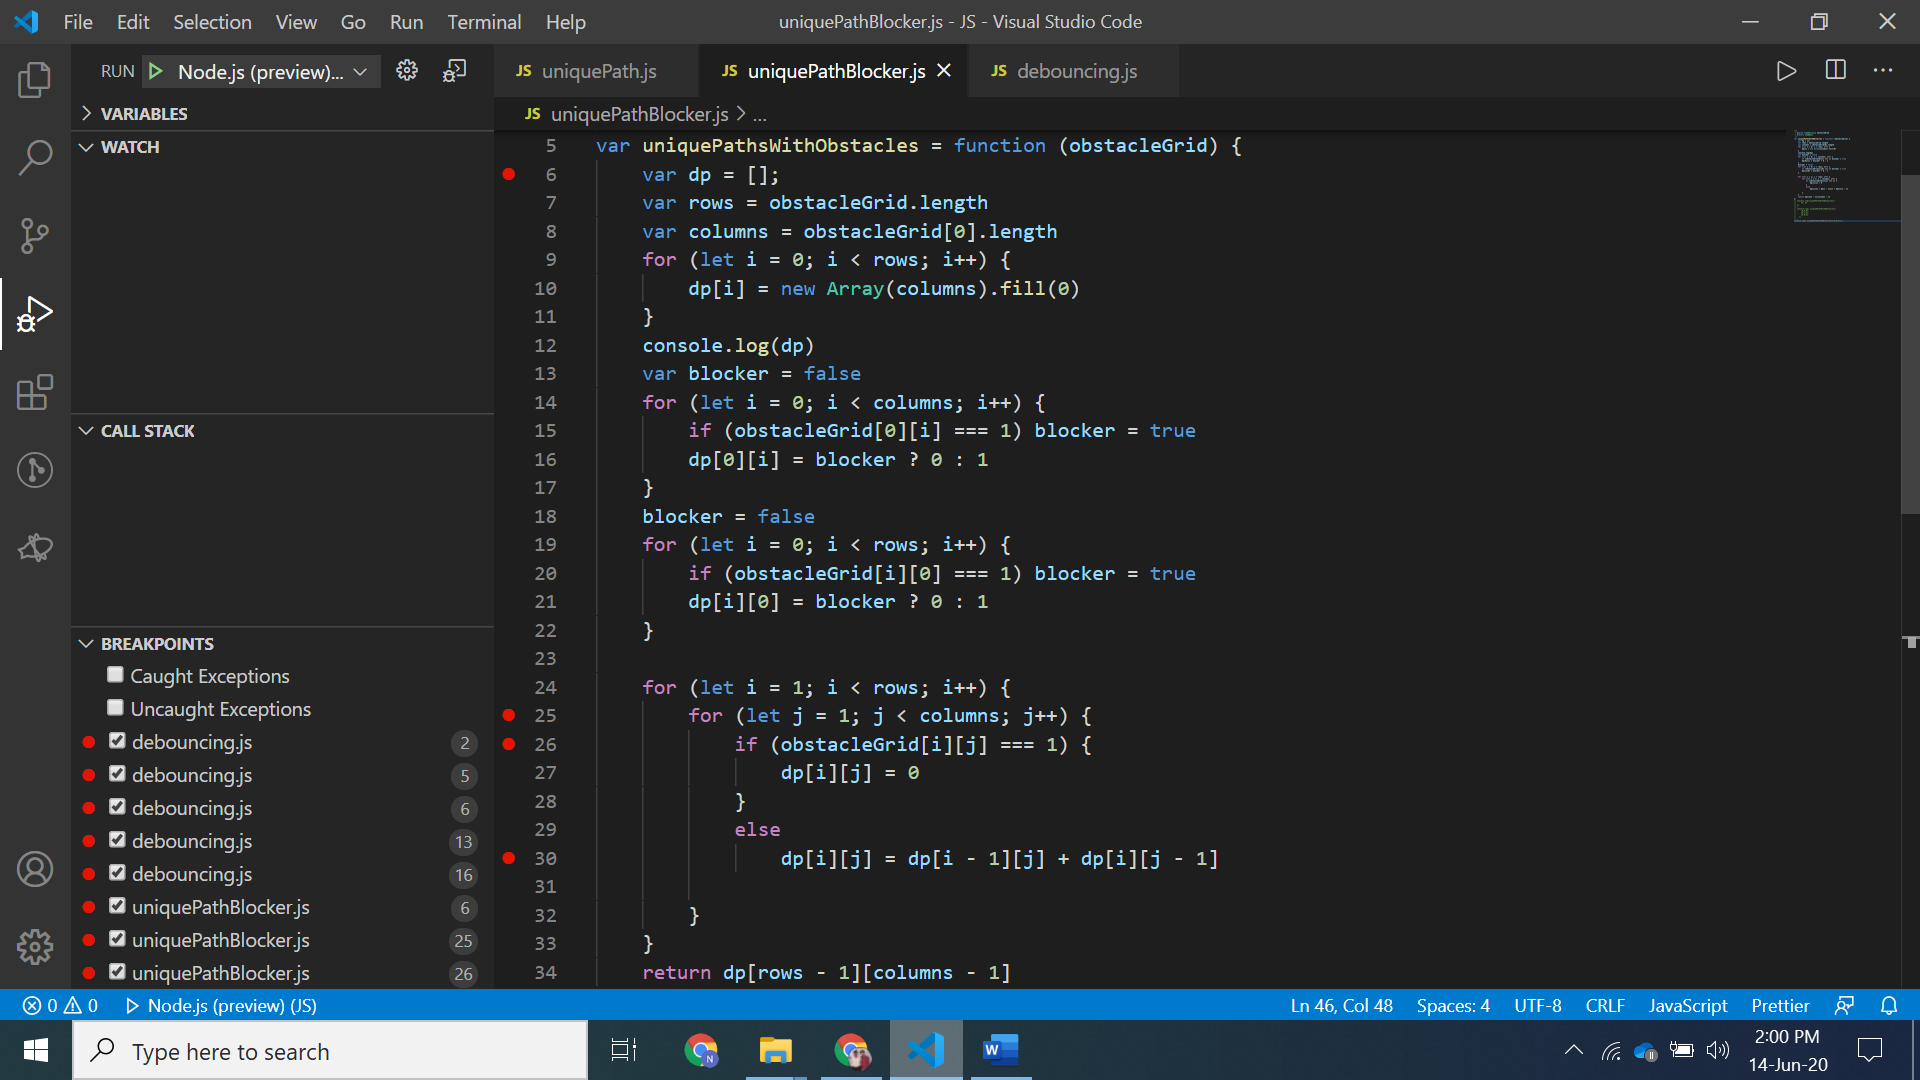 File Edit Selection View Go Run Terminal Help
uniquePathBlocker.js - JS - Visual Studio Code
RUN Node.js (preview)...
VARIABLES
WATCH
CALL STACK
BREAKPOINTS
Caught Exceptions
Uncaught Exceptions
debouncing.js 2
debouncing.js 5
debouncing.js 6
debouncing.js 13
debouncing.js 16
uniquePathBlocker.js 6
uniquePathBlocker.js 25
uniquePathBlocker.js 26
JS uniquePath.js JS uniquePathBlocker.js JS debouncing.js
JS uniquePathBlocker.js > ...
5 var uniquePathsWithObstacles = function (obstacleGrid) {
6 var dp = [];
7 var rows = obstacleGrid.length
8 var columns = obstacleGrid[0].length
9 for (let i = 0; i < rows; i++) {
10 dp[i] = new Array(columns).fill(0)
11 }
12 console.log(dp)
13 var blocker = false
14 for (let i = 0; i < columns; i++) {
15 if (obstacleGrid[0][i] === 1) blocker = true
16 dp[0][i] = blocker ? 0 : 1
17 }
18 blocker = false
19 for (let i = 0; i < rows; i++) {
20 if (obstacleGrid[i][0] === 1) blocker = true
21 dp[i][0] = blocker ? 0 : 1
22 }
23
24 for (let i = 1; i < rows; i++) {
25 for (let j = 1; j < columns; j++) {
26 if (obstacleGrid[i][j] === 1) {
27 dp[i][j] = 0
28 }
29 else
30 dp[i][j] = dp[i - 1][j] + dp[i][j - 1]
31
32 }
33 }
34 return dp[rows - 1][columns - 1]
0 0 Node.js (preview) (JS)
Ln 46, Col 48 Spaces: 4 UTF-8 CRLF JavaScript Prettier
Type here to search
N
W
2:00 PM
14-Jun-20